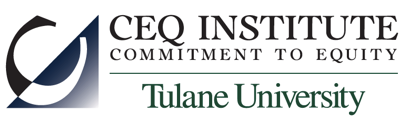 CEQ INSTITUTE
COMMITMENT TO EQUITY
Tulane University